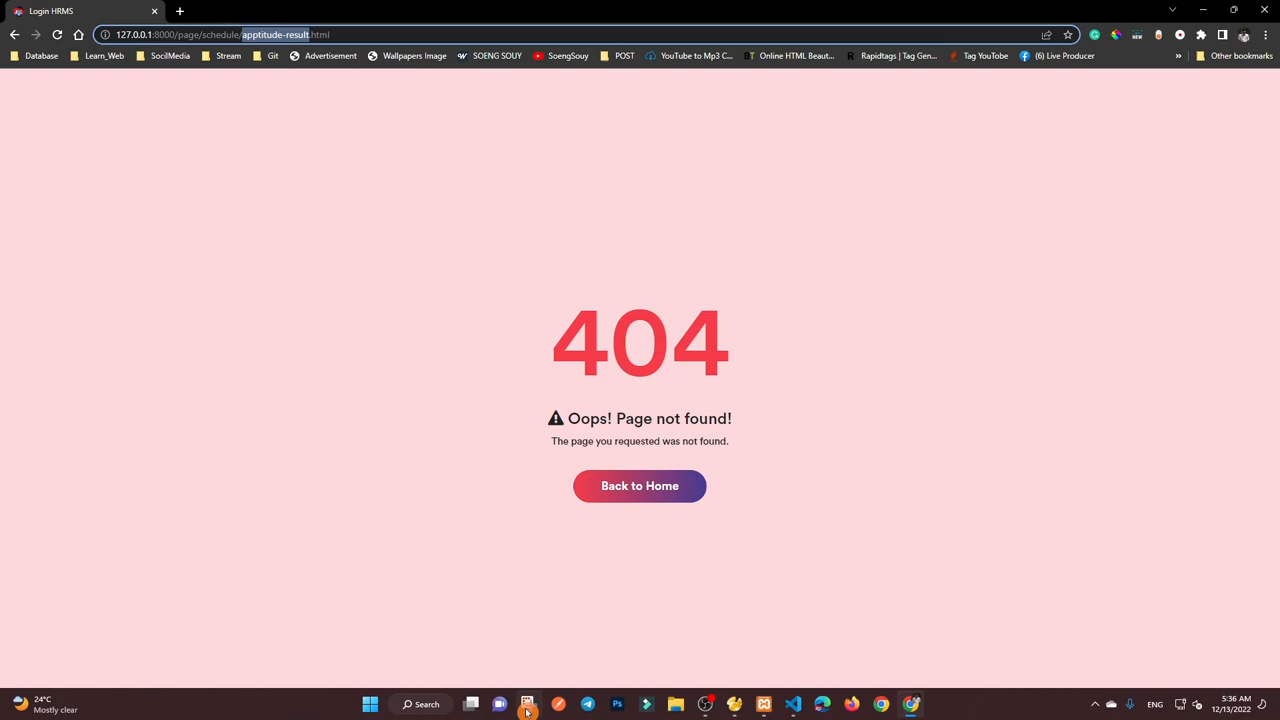 Login HRMS
127.0.0.1:8000/page/schedule/apptitude-result.html
Database Learn_Web SocilMedia Stream Git Advertisement Wallpapers Image SOENG SOUY SoengSouy POST YouTube to Mp3 C... Online HTML Beaut... Rapidtags | Tag Gen... Tag YouTube (6) Live Producer » Other bookmarks
404
Oops! Page not found!
The page you requested was not found.
Back to Home
24°C
Mostly clear
Search
ENG
5:36 AM
12/13/2022